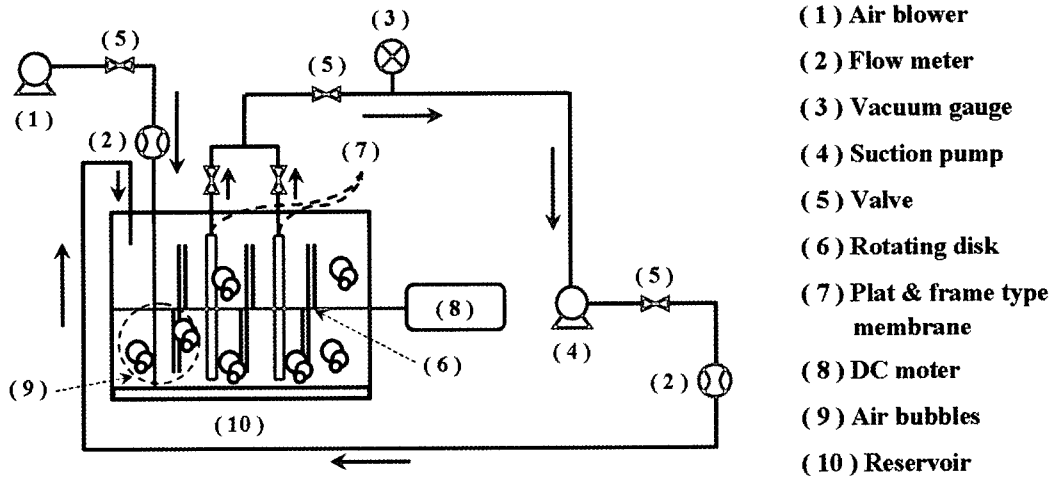 ( 5 )
( 3 )
( 1 )
( 5 )
( 2 )
( 7 )
( 8 )
( 5 )
( 4 )
( 6 )
( 2 )
( 9 )
( 10 )
( 1 ) Air blower
( 2 ) Flow meter
( 3 ) Vacuum gauge
( 4 ) Suction pump
( 5 ) Valve
( 6 ) Rotating disk
( 7 ) Plat & frame type
membrane
( 8 ) DC moter
( 9 ) Air bubbles
( 10 ) Reservoir